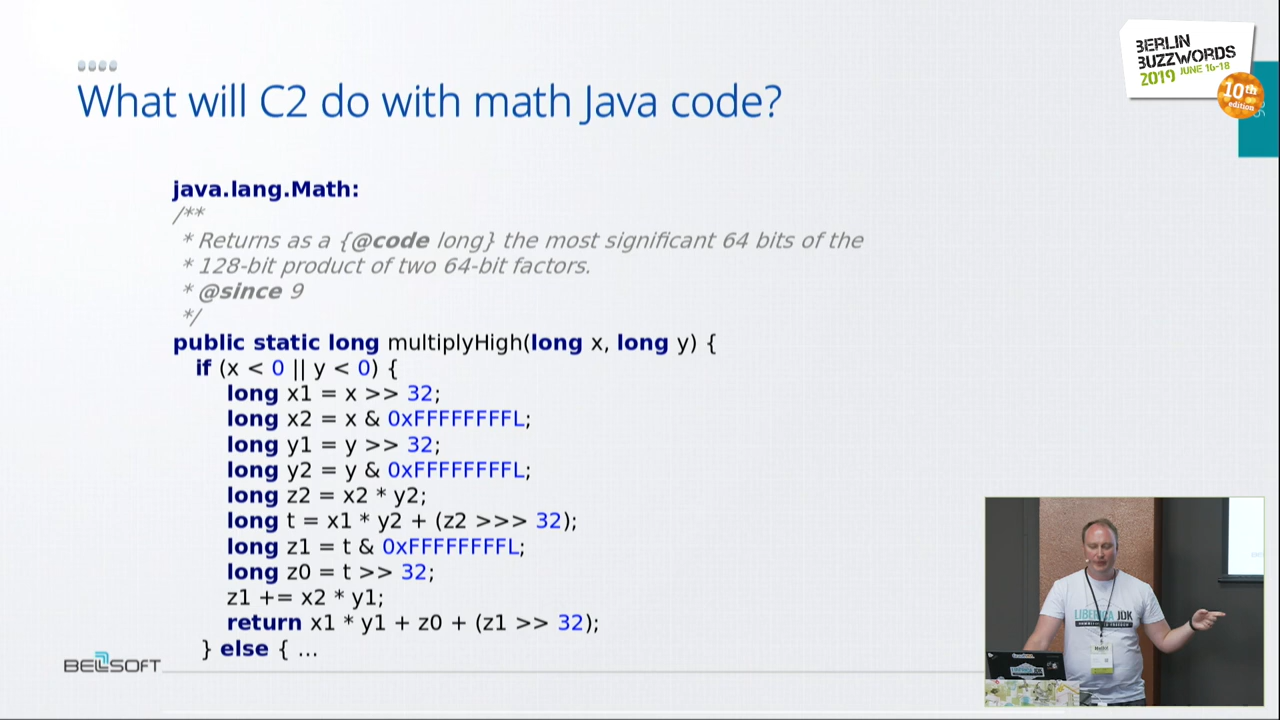 BERLIN
BUZZWORDS
2019 JUNE 16-18
10th
edition
What will C2 do with math Java code?
java.lang.Math:
/**
* Returns as a {@code long} the most significant 64 bits of the
* 128-bit product of two 64-bit factors.
* @since 9
*/
public static long multiplyHigh(long x, long y) {
if (x < 0 || y < 0) {
long x1 = x >> 32;
long x2 = x & 0xFFFFFFFFL;
long y1 = y >> 32;
long y2 = y & 0xFFFFFFFFL;
long z2 = x2 * y2;
long t = x1 * y2 + (z2 >>> 32);
long z1 = t & 0xFFFFFFFFL;
long z0 = t >> 32;
z1 += x2 * y1;
return x1 * y1 + z0 + (z1 >> 32);
} else { ...
BELLSOFT
LIBERICA JDK